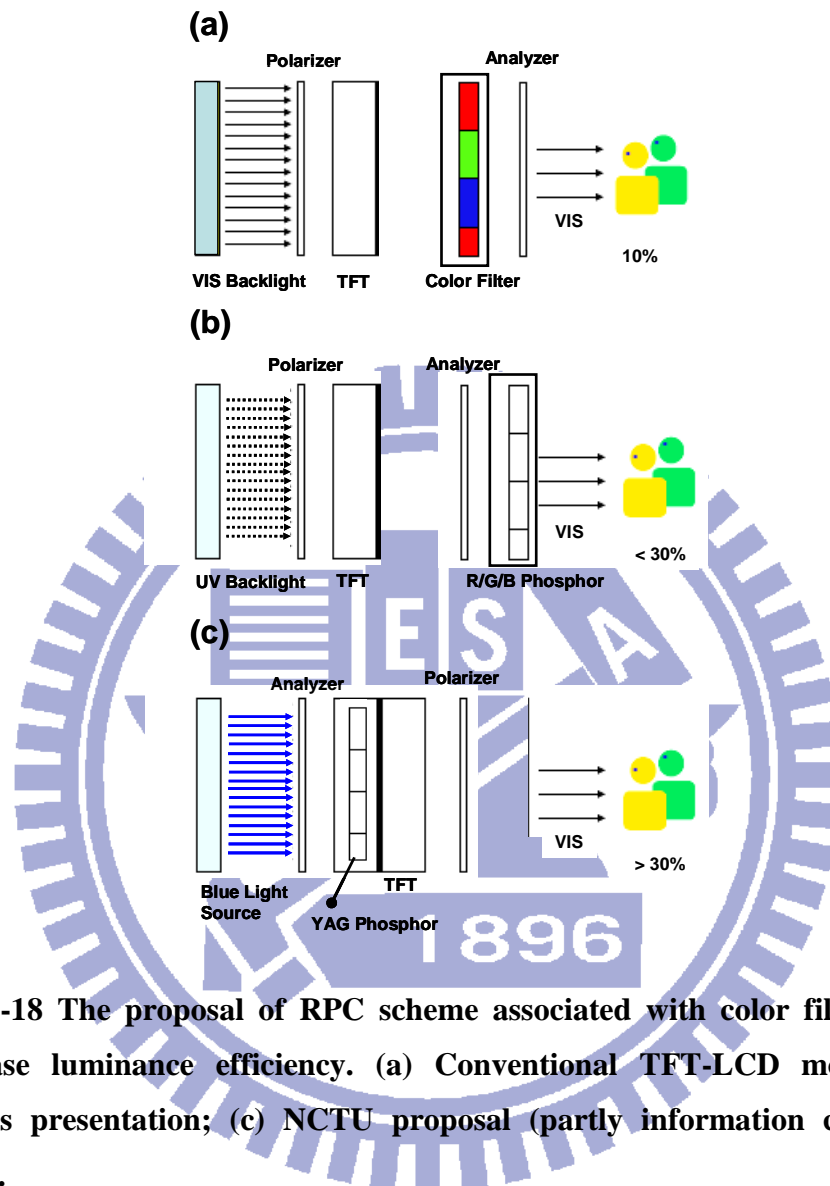 (a)
Polarizer Analyzer
VIS
10%
VIS Backlight TFT Color Filter
(b)
Polarizer Analyzer
VIS
< 30%
UV Backlight TFT R/G/B Phosphor
(c)
Analyzer Polarizer
VIS
> 30%
Blue Light
Source
TFT
YAG Phosphor
E S A
1896
-18 The proposal of RPC scheme associated with color fil
ase luminance efficiency. (a) Conventional TFT-LCD mo
s presentation; (c) NCTU proposal (partly information c